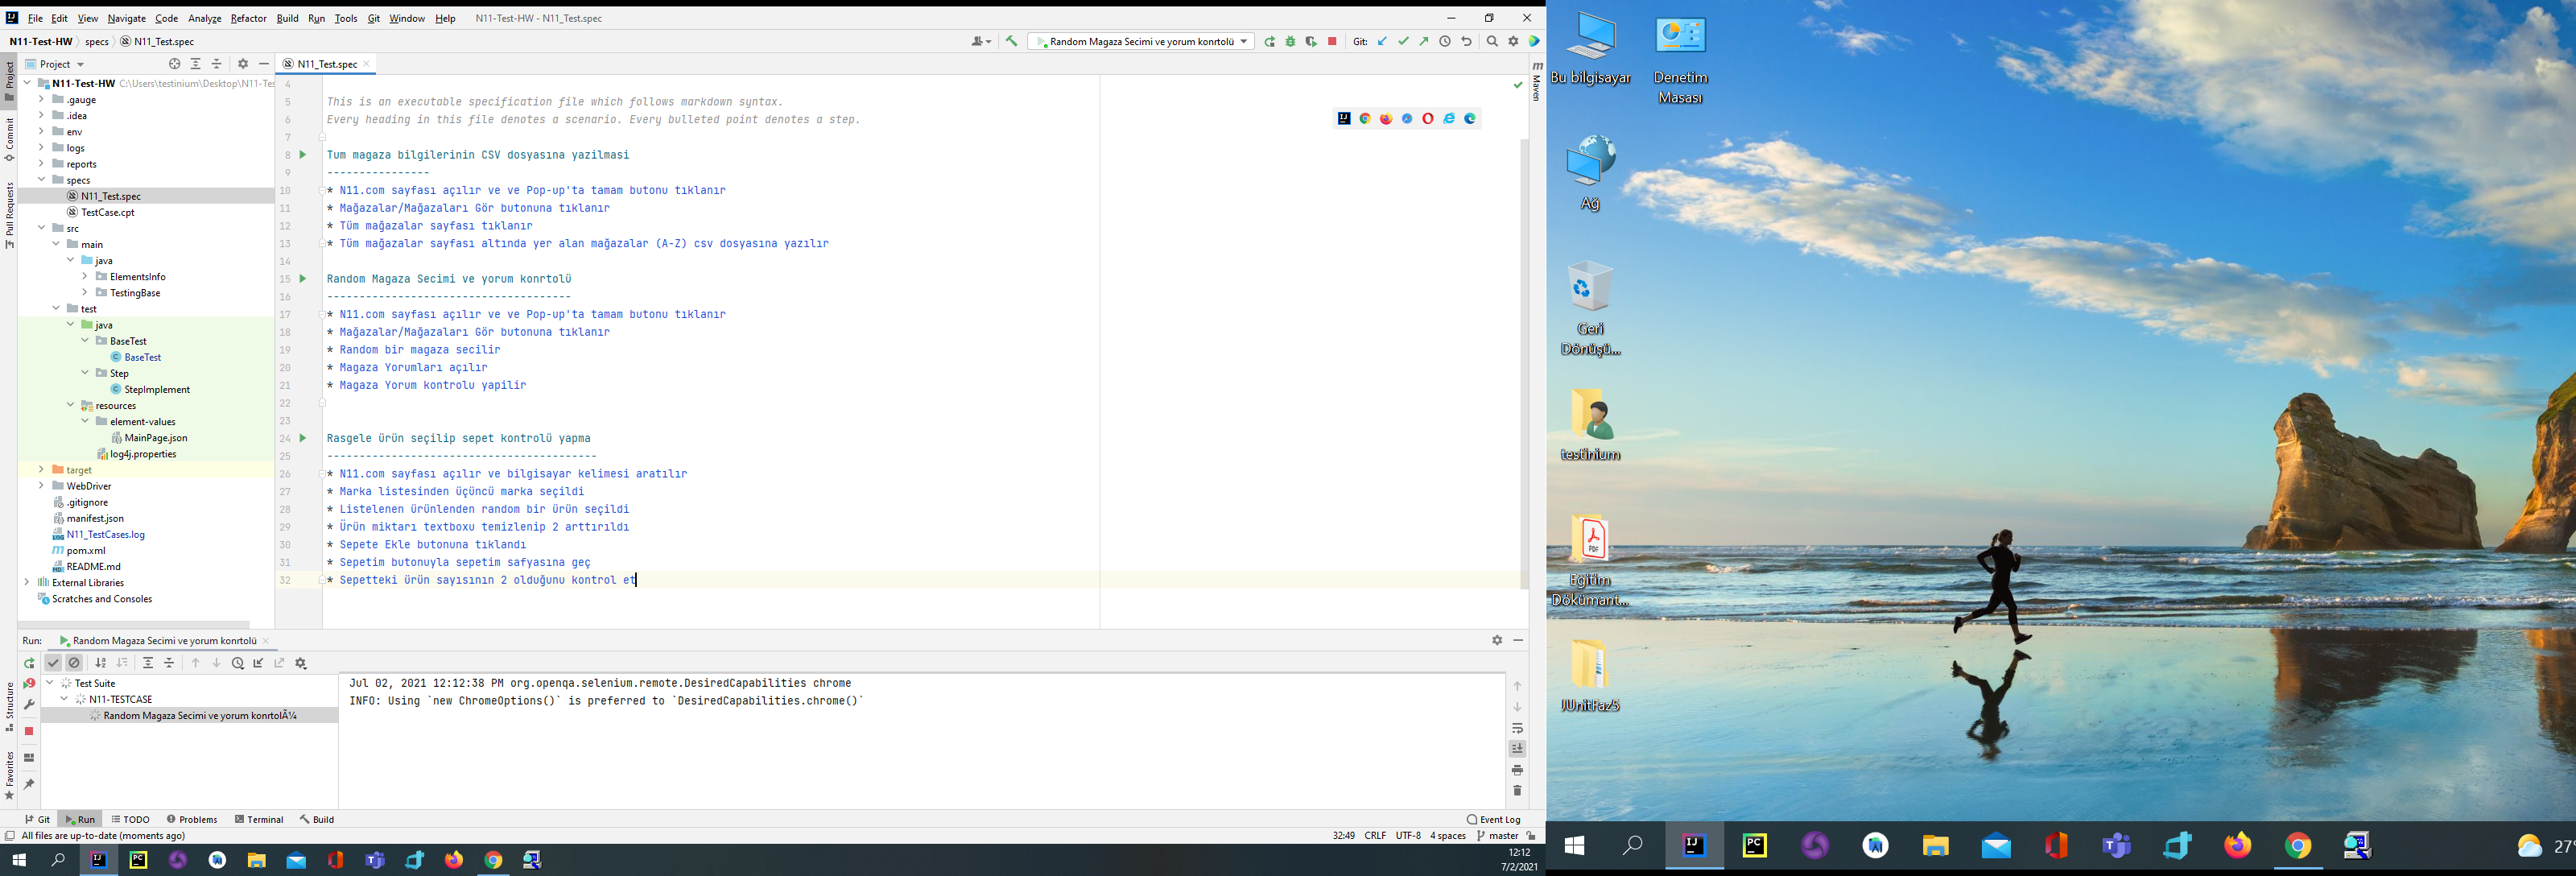 File Edit View Navigate Code Analyze Refactor Build Run Tools Git Window Help N11-Test-HW - N11_Test.spec
N11-Test-HW specs N11_Test.spec
Random Magaza Secimi ve yorum konrtolü
Git:
Project
N11_Test.spec
N11-Test-HW C:\Users\testinium\Desktop\N11-Tes
.gauge
.idea
env
logs
reports
specs
N11_Test.spec
TestCase.cpt
src
main
java
ElementsInfo
TestingBase
test
java
BaseTest
BaseTest
Step
StepImplement
resources
element-values
MainPage.json
log4j.properties
target
WebDriver
.gitignore
manifest.json
N11_TestCases.log
pom.xml
README.md
External Libraries
Scratches and Consoles
Project
Commit
Pull Requests
Structure
Favorites
Maven
4
5 This is an executable specification file which follows markdown syntax.
6 Every heading in this file denotes a scenario. Every bulleted point denotes a step.
7
8 Tum magaza bilgilerinin CSV dosyasına yazilmasi
9 ----------------
10 * N11.com sayfası açılır ve ve Pop-up'ta tamam butonu tıklanır
11 * Mağazalar/Mağazaları Gör butonuna tıklanır
12 * Tüm mağazalar sayfası tıklanır
13 * Tüm mağazalar sayfası altında yer alan mağazalar (A-Z) csv dosyasına yazılır
14
15 Random Magaza Secimi ve yorum konrtolü
16 --------------------------------------
17 * N11.com sayfası açılır ve ve Pop-up'ta tamam butonu tıklanır
18 * Mağazalar/Mağazaları Gör butonuna tıklanır
19 * Random bir magaza secilir
20 * Magaza Yorumları açılır
21 * Magaza Yorum kontrolu yapilir
22
23
24 Rasgele ürün seçilip sepet kontrolü yapma
25 ------------------------------------------
26 * N11.com sayfası açılır ve bilgisayar kelimesi aratılır
27 * Marka listesinden üçüncü marka seçildi
28 * Listelenen ürünlenden random bir ürün seçildi
29 * Ürün miktarı textboxu temizlenip 2 arttırıldı
30 * Sepete Ekle butonuna tıklandı
31 * Sepetim butonuyla sepetim safyasına geç
32 * Sepetteki ürün sayısının 2 olduğunu kontrol et
Run: Random Magaza Secimi ve yorum konrtolü
Test Suite
N11-TESTCASE
Random Magaza Secimi ve yorum konrtolÃ¼
Jul 02, 2021 12:12:38 PM org.openqa.selenium.remote.DesiredCapabilities chrome
INFO: Using `new ChromeOptions()` is preferred to `DesiredCapabilities.chrome()`
Git Run TODO Problems Terminal Build Event Log
All files are up-to-date (moments ago) 32:49 CRLF UTF-8 4 spaces master
12:12
7/2/2021
Bu bilgisayar
Denetim
Masası
Ağ
Geri
Dönüşü...
testinium
PDF
Eğitim
Dökümant...
JUnitFaz5
27°